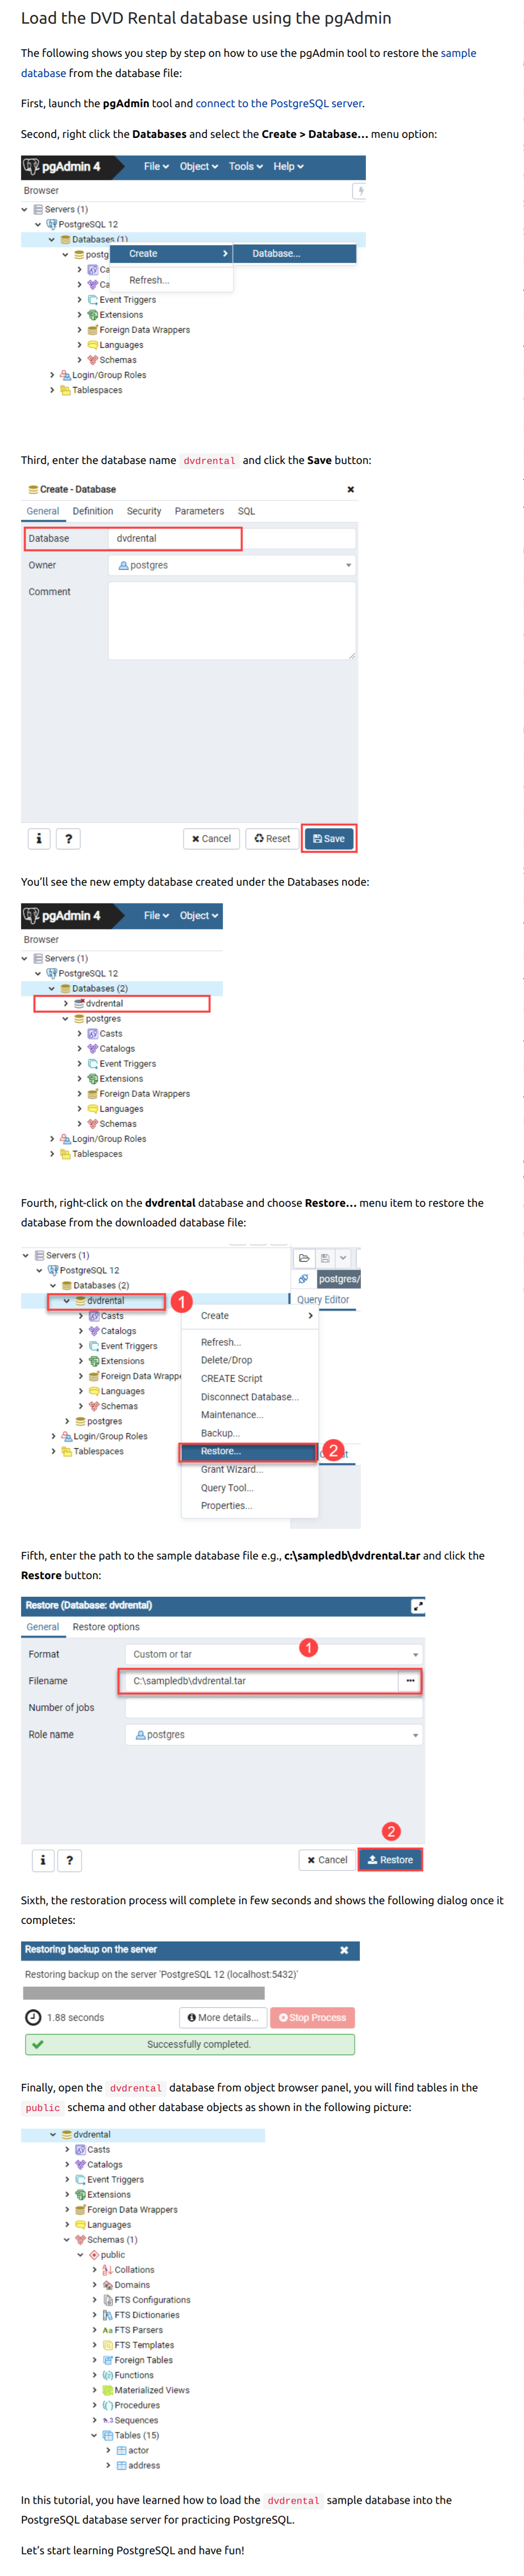 Load the DVD Rental database using the pgAdmin
The following shows you step by step on how to use the pgAdmin tool to restore the sample
database from the database file:
First, launch the pgAdmin tool and connect to the PostgreSQL server.
Second, right click the Databases and select the Create > Database… menu option:
pgAdmin 4 File Object Tools Help
Browser
Servers (1)
PostgreSQL 12
Databases (1)
postg Create Database...
Ca
Ca Refresh...
Event Triggers
Extensions
Foreign Data Wrappers
Languages
Schemas
Login/Group Roles
Tablespaces
Third, enter the database name dvdrental and click the Save button:
Create - Database
General Definition Security Parameters SQL
Database dvdrental
Owner postgres
Comment
i ? Cancel Reset Save
You'll see the new empty database created under the Databases node:
pgAdmin 4 File Object
Browser
Servers (1)
PostgreSQL 12
Databases (2)
dvdrental
postgres
Casts
Catalogs
Event Triggers
Extensions
Foreign Data Wrappers
Languages
Schemas
Login/Group Roles
Tablespaces
Fourth, right-click on the dvdrental database and choose Restore… menu item to restore the
database from the downloaded database file:
Servers (1)
PostgreSQL 12
postgres/
Databases (2)
dvdrental 1 Query Editor
Casts Create
Catalogs
Event Triggers Refresh...
Extensions Delete/Drop
Foreign Data Wrappe CREATE Script
Languages Disconnect Database...
Schemas Maintenance...
postgres
Login/Group Roles Backup...
Tablespaces Restore... 2
Grant Wizard...
Query Tool...
Properties...
Fifth, enter the path to the sample database file e.g., c:\sampledb\dvdrental.tar and click the
Restore button:
Restore (Database: dvdrental)
General Restore options
Format Custom or tar 1
Filename C:\sampledb\dvdrental.tar
Number of jobs
Role name postgres
2
i ? Cancel Restore
Sixth, the restoration process will complete in few seconds and shows the following dialog once it
completes:
Restoring backup on the server
Restoring backup on the server 'PostgreSQL 12 (localhost:5432)'
1.88 seconds More details... Stop Process
Successfully completed.
Finally, open the dvdrental database from object browser panel, you will find tables in the
public schema and other database objects as shown in the following picture:
dvdrental
Casts
Catalogs
Event Triggers
Extensions
Foreign Data Wrappers
Languages
Schemas (1)
public
Collations
Domains
FTS Configurations
FTS Dictionaries
FTS Parsers
FTS Templates
Foreign Tables
Functions
Materialized Views
Procedures
Sequences
Tables (15)
actor
address
In this tutorial, you have learned how to load the dvdrental sample database into the
PostgreSQL database server for practicing PostgreSQL.
Let's start learning PostgreSQL and have fun!